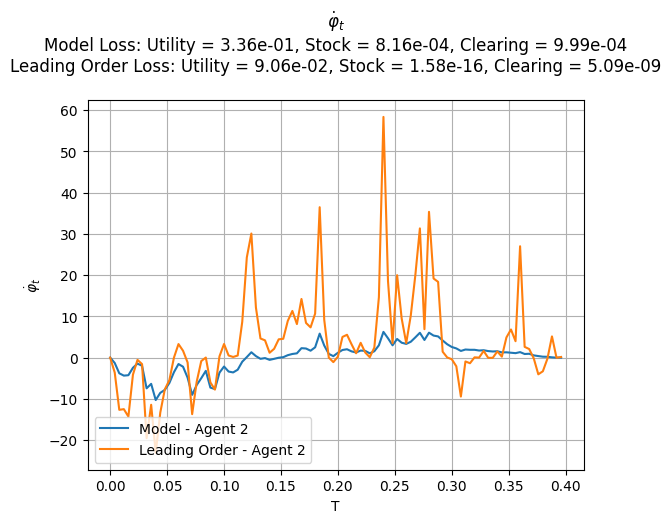 φ̇ₜ
Model Loss: Utility = 3.36e-01, Stock = 8.16e-04, Clearing = 9.99e-04
Leading Order Loss: Utility = 9.06e-02, Stock = 1.58e-16, Clearing = 5.09e-09
60
50
40
30
20
10
0
−10
−20
φ̇ₜ
Model - Agent 2
Leading Order - Agent 2
0.00 0.05 0.10 0.15 0.20 0.25 0.30 0.35 0.40
T